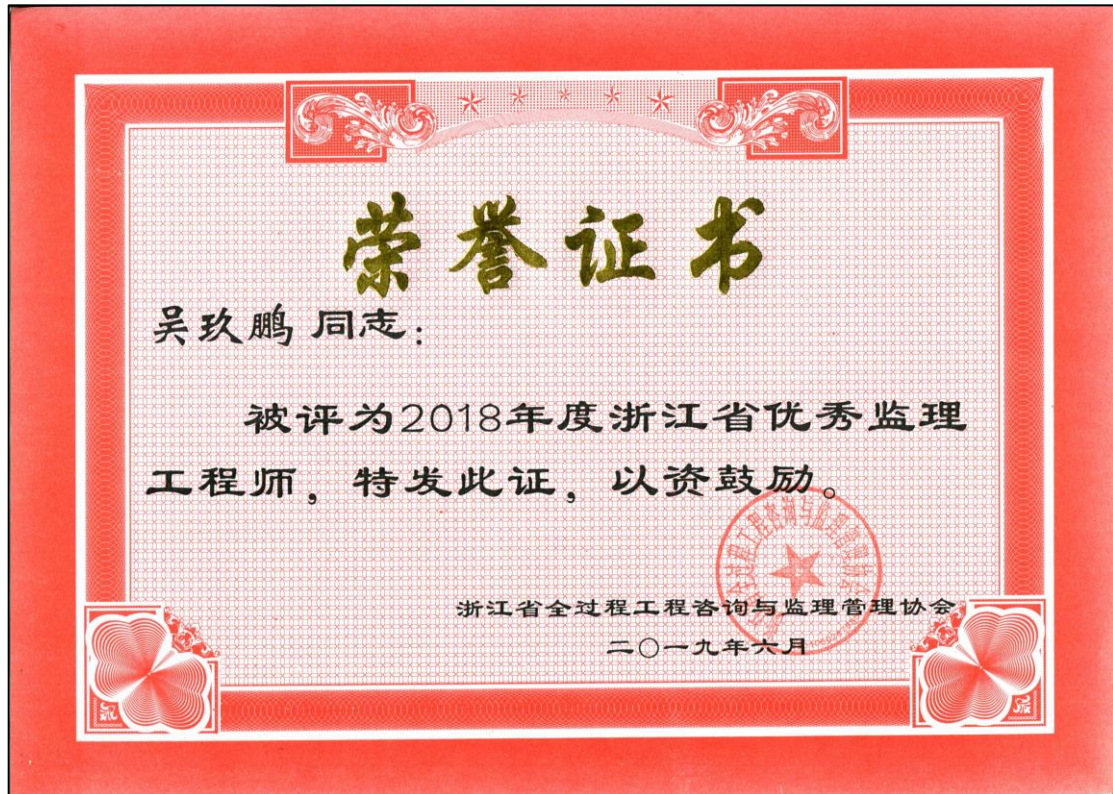 荣誉证书
吴玖鹏 同志：
被评为2018年度浙江省优秀监理
工程师，特发此证，以资鼓励。
浙江省全过程工程咨询与监理管理协会
二〇一九年六月